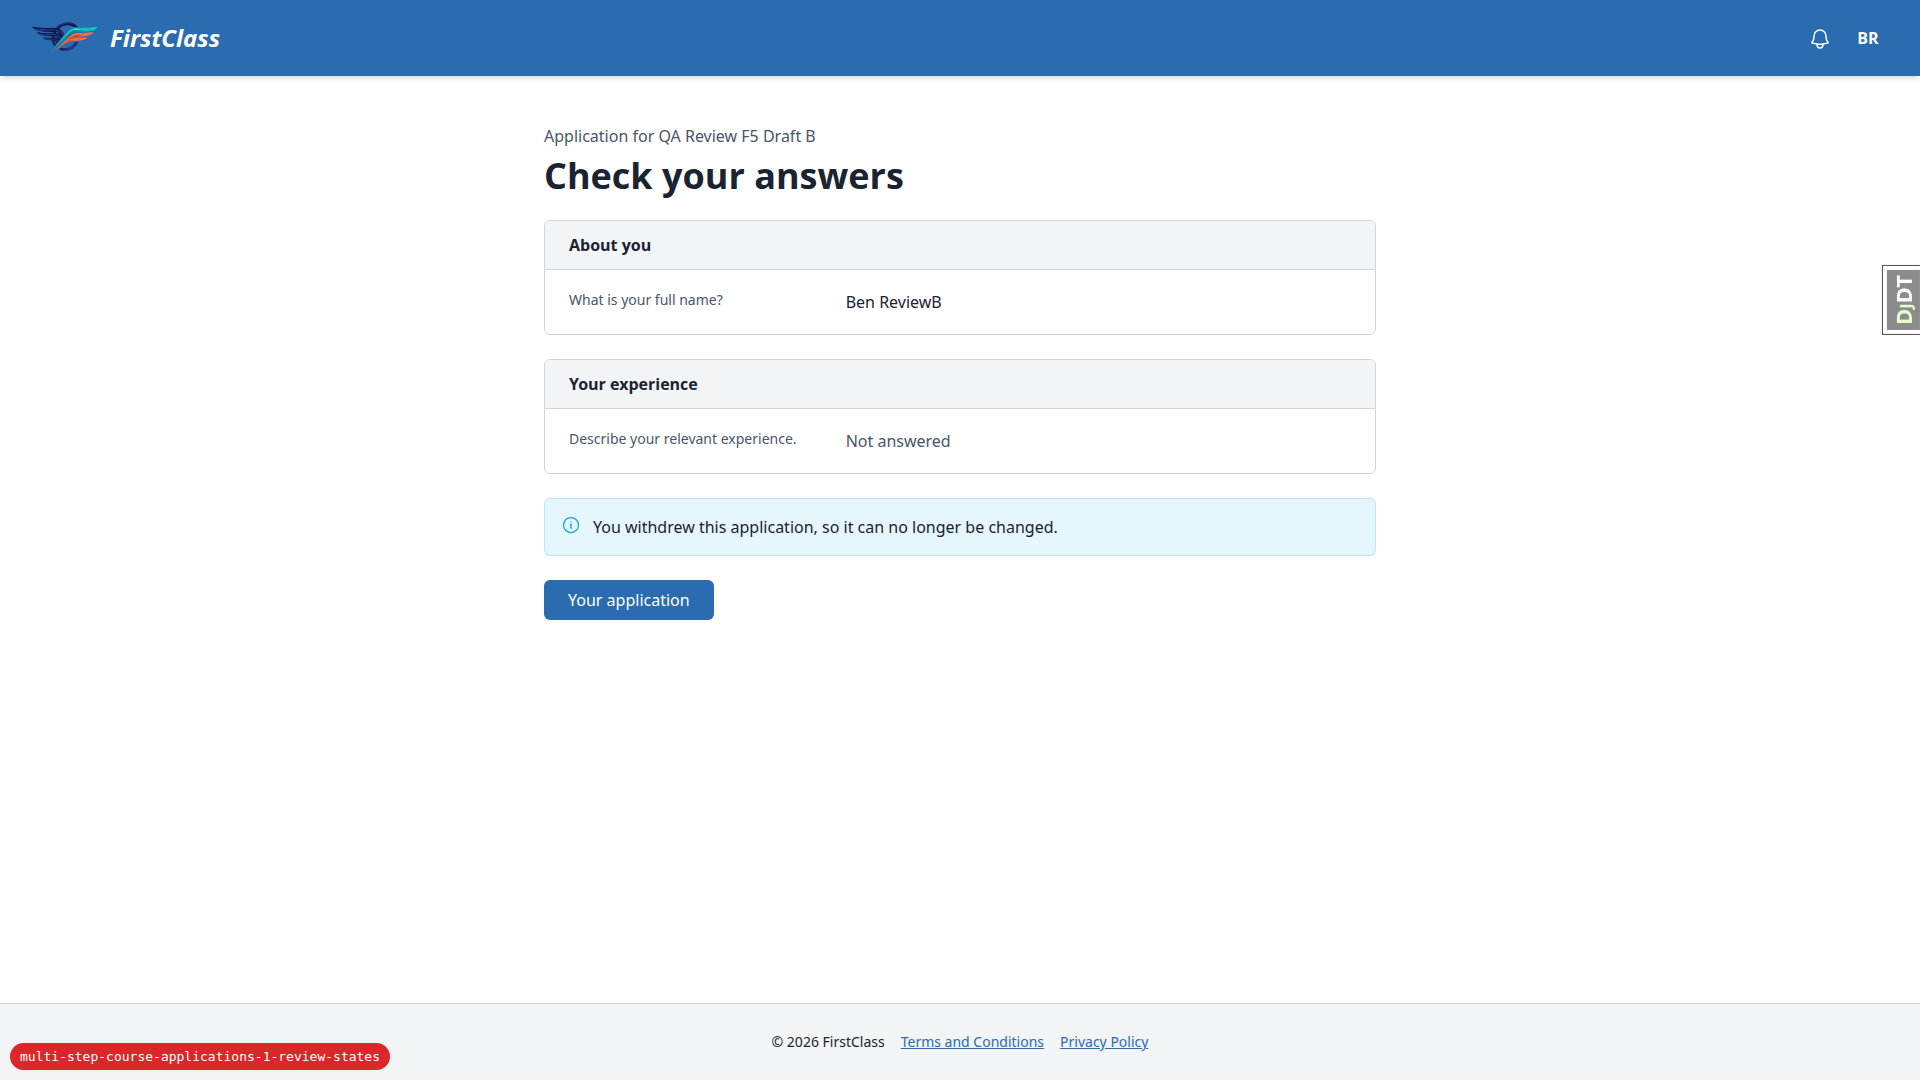 FirstClass
BR
Application for QA Review F5 Draft B
Check your answers
About you
What is your full name?
Ben ReviewB
Your experience
Describe your relevant experience.
Not answered
You withdrew this application, so it can no longer be changed.
Your application
DJDT
© 2026 FirstClass Terms and Conditions Privacy Policy
multi-step-course-applications-1-review-states